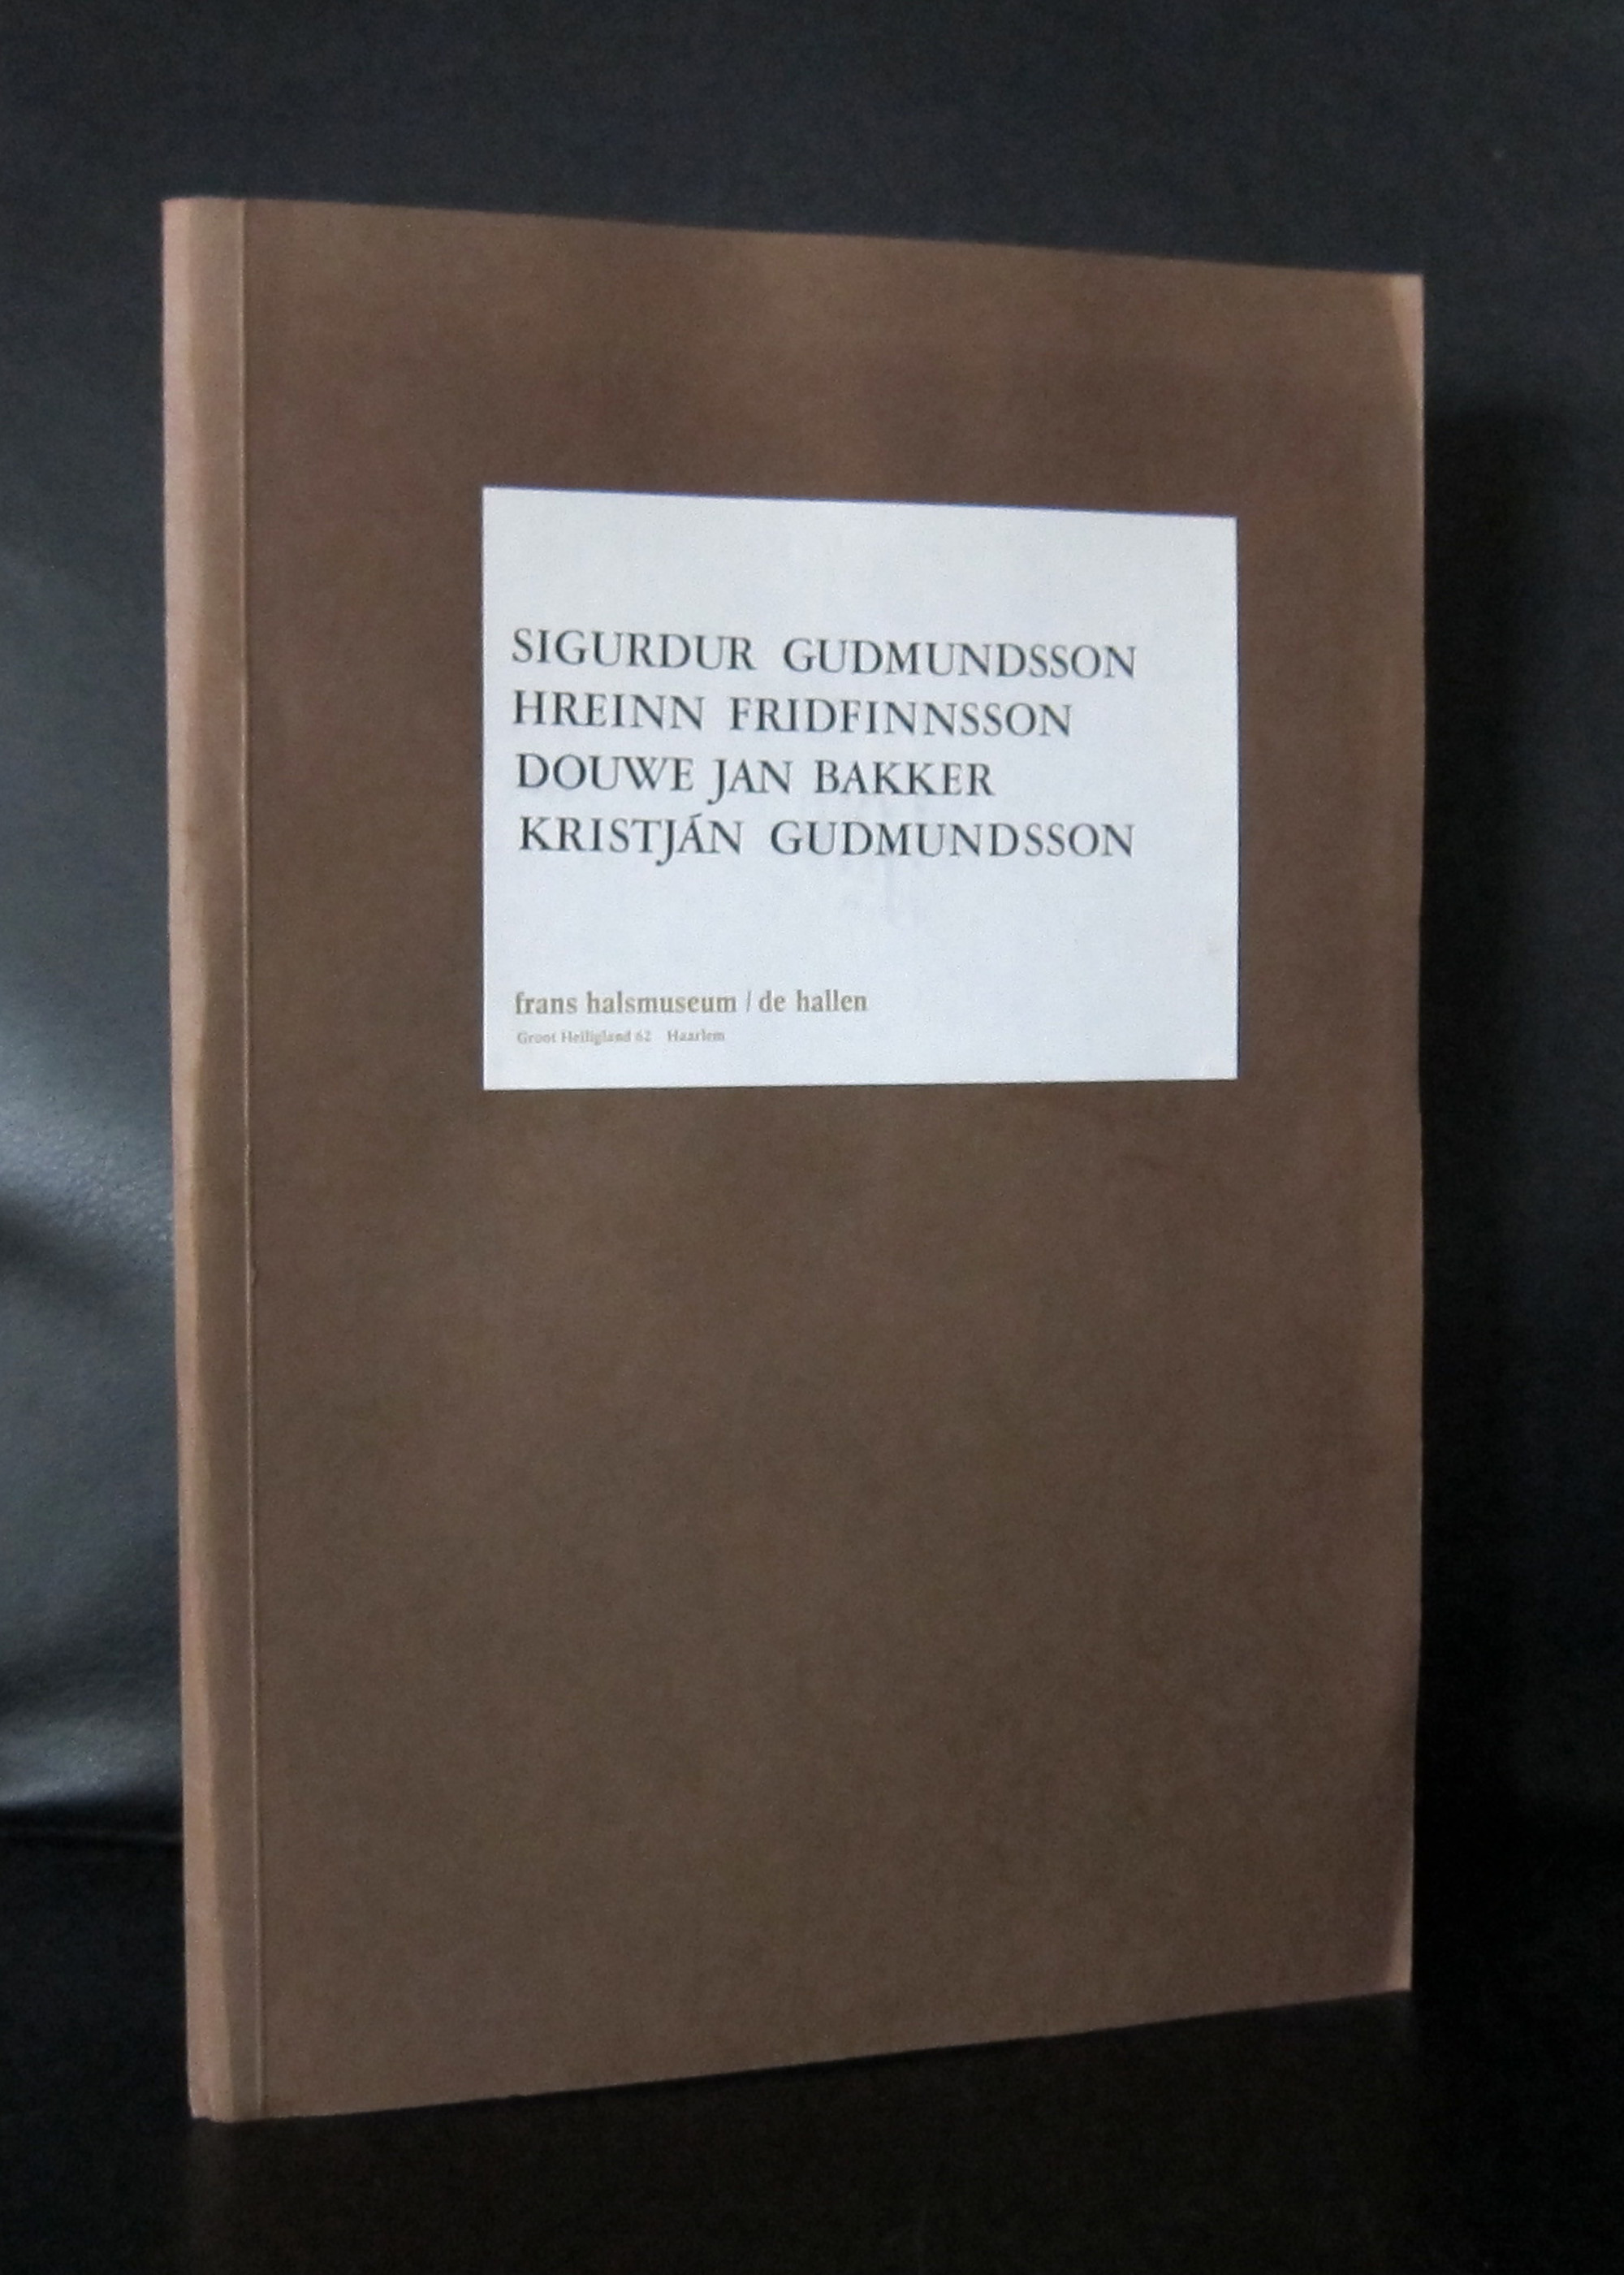 SIGURDUR GUDMUNDSSON
HREINN FRIDFINNSSON
DOUWE JAN BAKKER
KRISTJÁN GUDMUNDSSON
frans halsmuseum / de hallen
Groot Heiligland 62 Haarlem